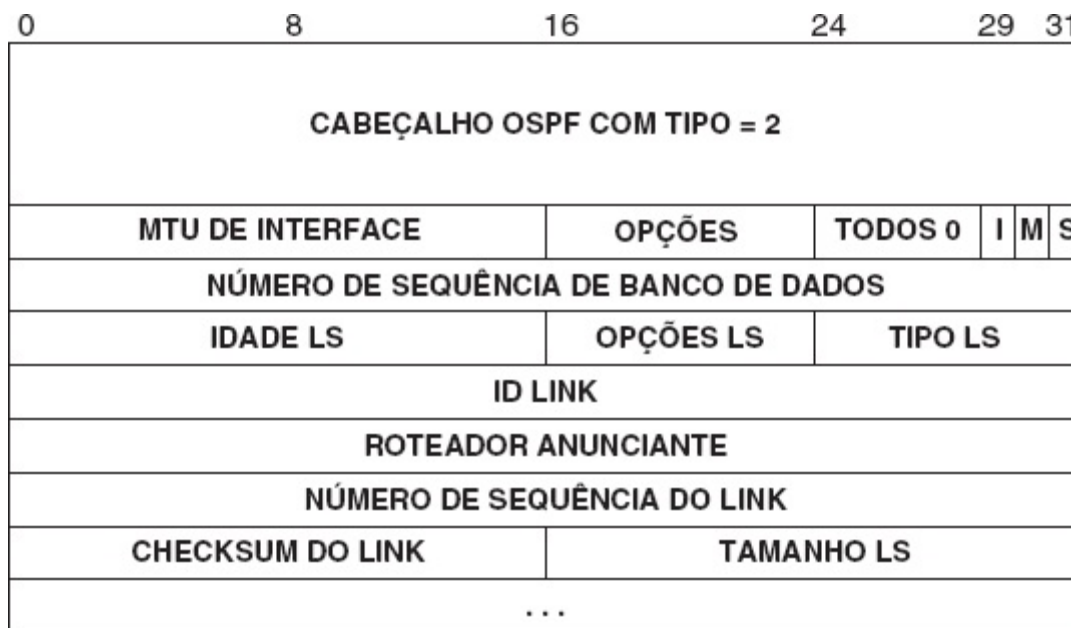 0 8 16 24 29 31
CABEÇALHO OSPF COM TIPO = 2
MTU DE INTERFACE OPÇÕES TODOS 0 I M S
NÚMERO DE SEQUÊNCIA DE BANCO DE DADOS
IDADE LS OPÇÕES LS TIPO LS
ID LINK
ROTEADOR ANUNCIANTE
NÚMERO DE SEQUÊNCIA DO LINK
CHECKSUM DO LINK TAMANHO LS
. . .